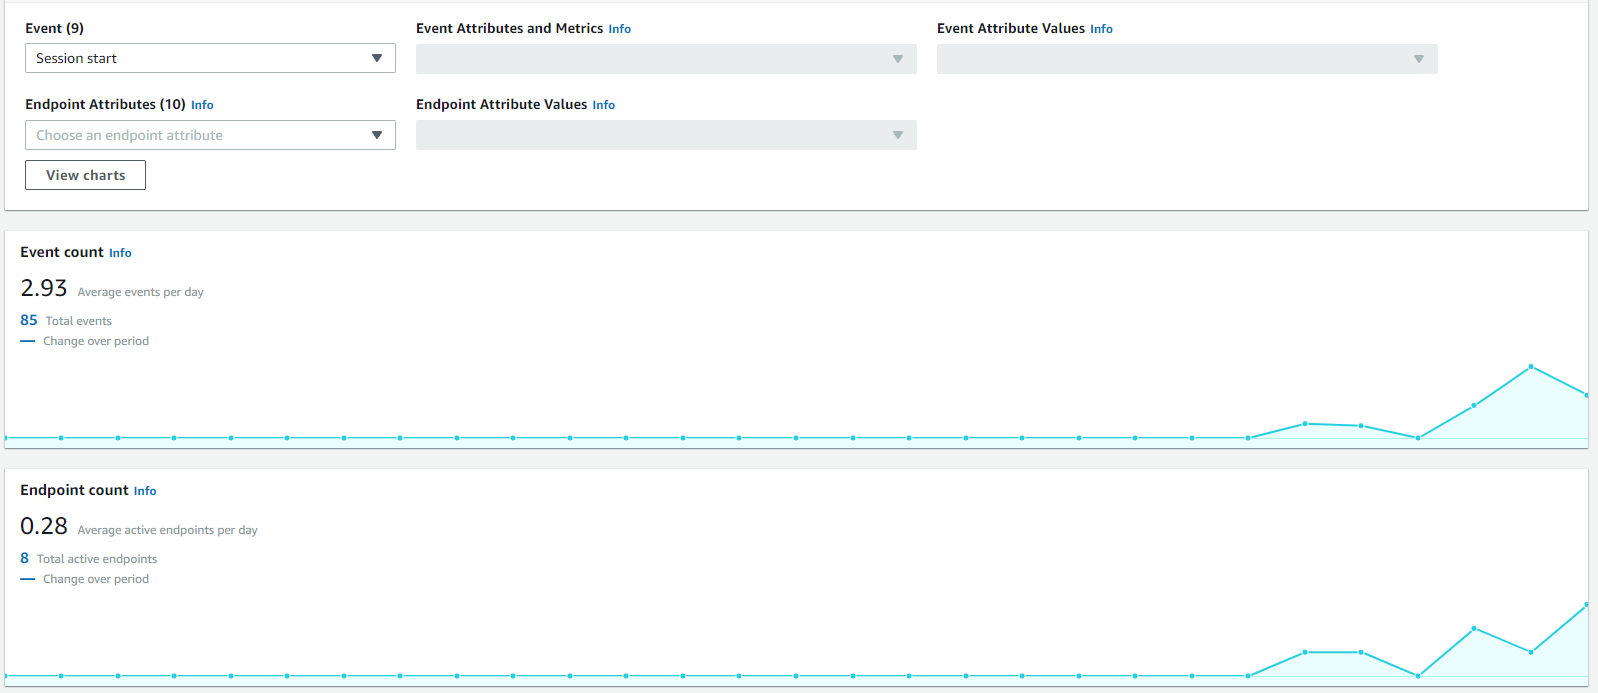 Event (9)
Event Attributes and Metrics Info
Event Attribute Values Info
Session start
Endpoint Attributes (10) Info
Endpoint Attribute Values Info
Choose an endpoint attribute
View charts
Event count Info
2.93 Average events per day
85 Total events
Change over period
Endpoint count Info
0.28 Average active endpoints per day
8 Total active endpoints
Change over period